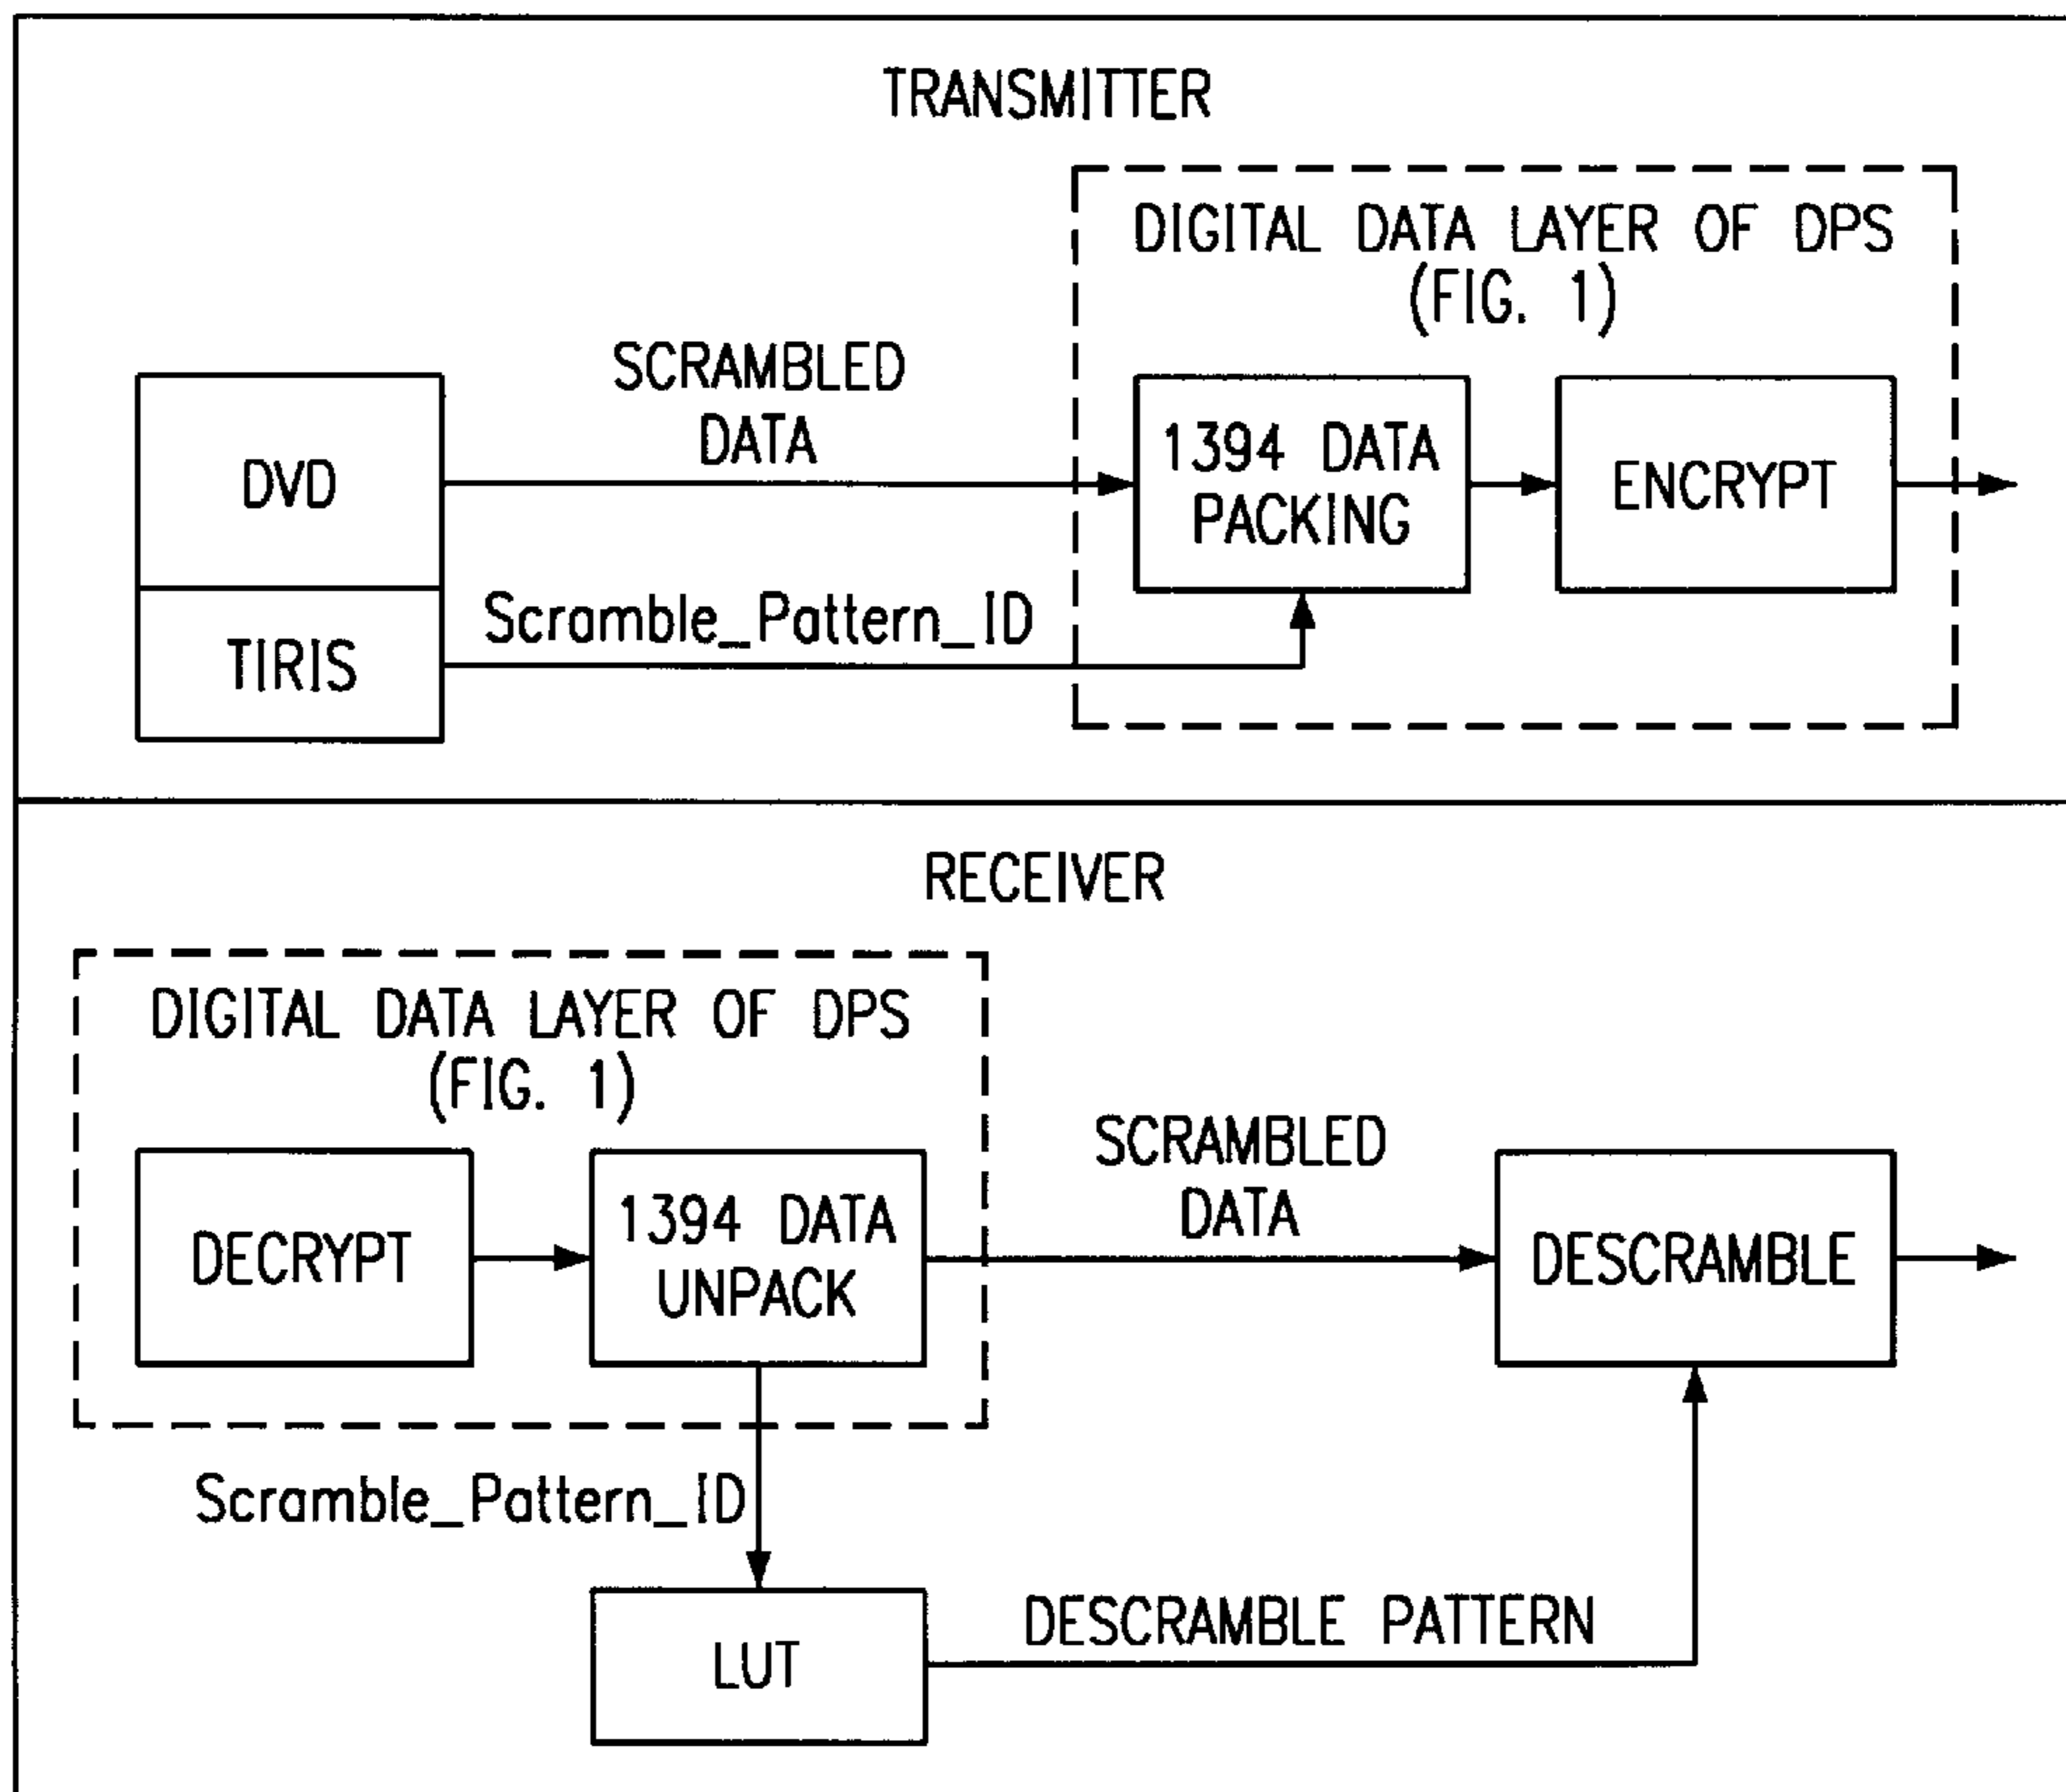 TRANSMITTER
DIGITAL DATA LAYER OF DPS
(FIG. 1)
SCRAMBLED
DATA
DVD
1394 DATA
PACKING
ENCRYPT
Scramble_Pattern_ID
TIRIS
RECEIVER
DIGITAL DATA LAYER OF DPS
(FIG. 1)
DECRYPT
1394 DATA
UNPACK
SCRAMBLED
DATA
DESCRAMBLE
Scramble_Pattern_ID
LUT
DESCRAMBLE PATTERN